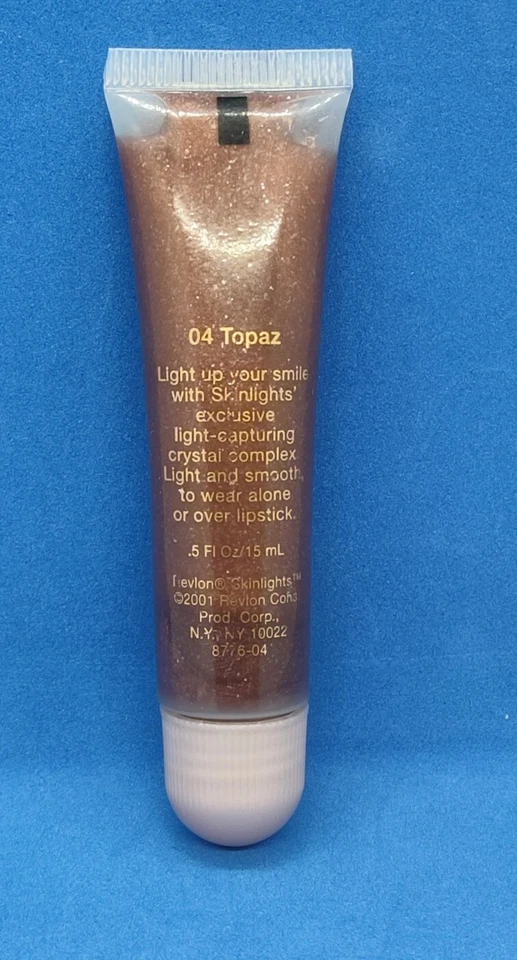 04 Topaz
Light up your smile
with Skinlights'
exclusive
light-capturing
crystal complex.
Light and smooth,
to wear alone
or over lipstick.
.5 Fl Oz/15 mL
Revlon® Skinlights™
©2001 Revlon Cons.
Prod. Corp.,
N.Y., NY 10022
8776-04